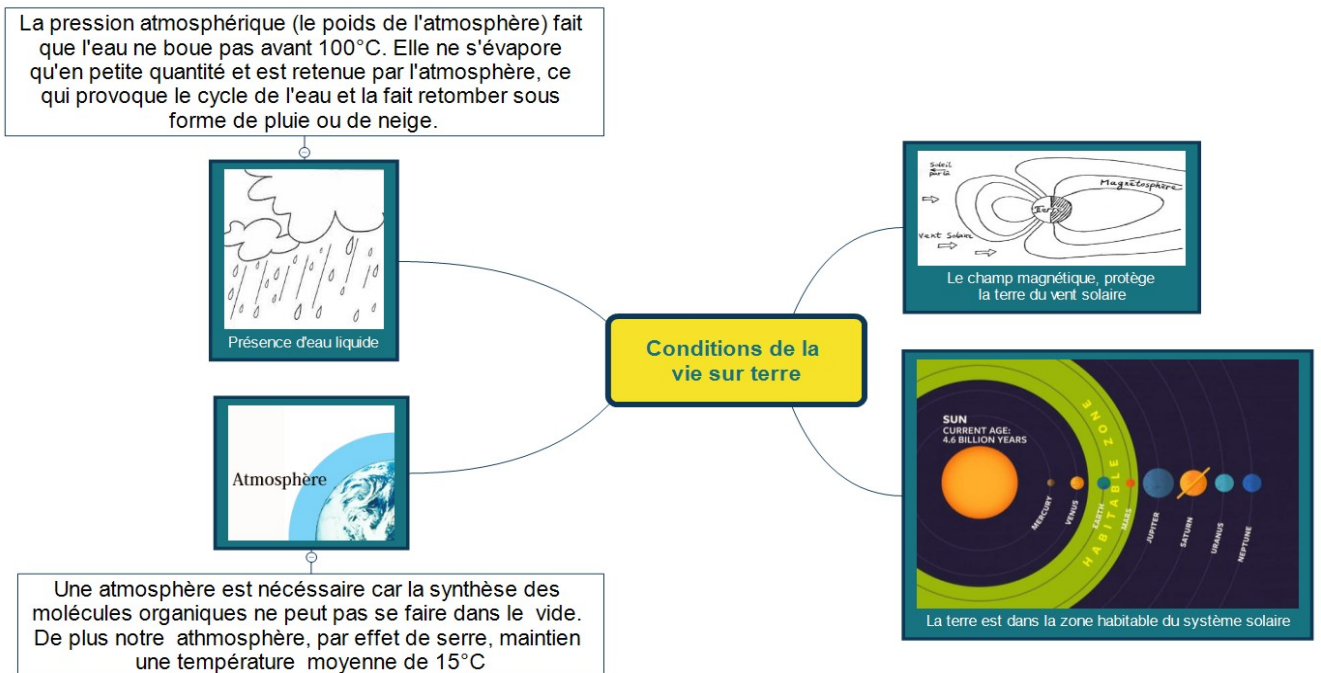 La pression atmosphérique (le poids de l'atmosphère) fait
que l'eau ne boue pas avant 100°C. Elle ne s'évapore
qu'en petite quantité et est retenue par l'atmosphère, ce
qui provoque le cycle de l'eau et la fait retomber sous
forme de pluie ou de neige.
Présence d'eau liquide
Atmosphère
Une atmosphère est nécéssaire car la synthèse des
molécules organiques ne peut pas se faire dans le vide.
De plus notre athmosphère, par effet de serre, maintien
une température moyenne de 15°C
Conditions de la
vie sur terre
Soleil
par là
Magnétosphère
Terre
Vent Solaire
Le champ magnétique, protège
la terre du vent solaire
SUN
CURRENT AGE:
4.6 BILLION YEARS
HABITABLE ZONE
MERCURY
VENUS
EARTH
MARS
JUPITER
SATURN
URANUS
NEPTUNE
La terre est dans la zone habitable du système solaire